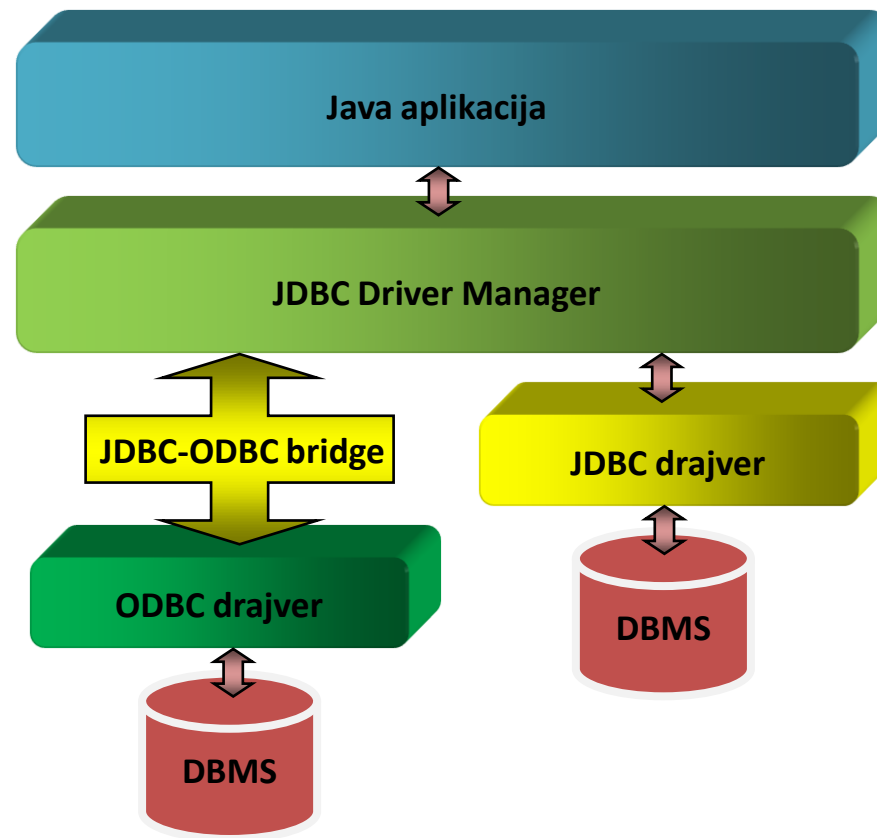 Java aplikacija
JDBC Driver Manager
JDBC-ODBC bridge
JDBC drajver
ODBC drajver
DBMS
DBMS